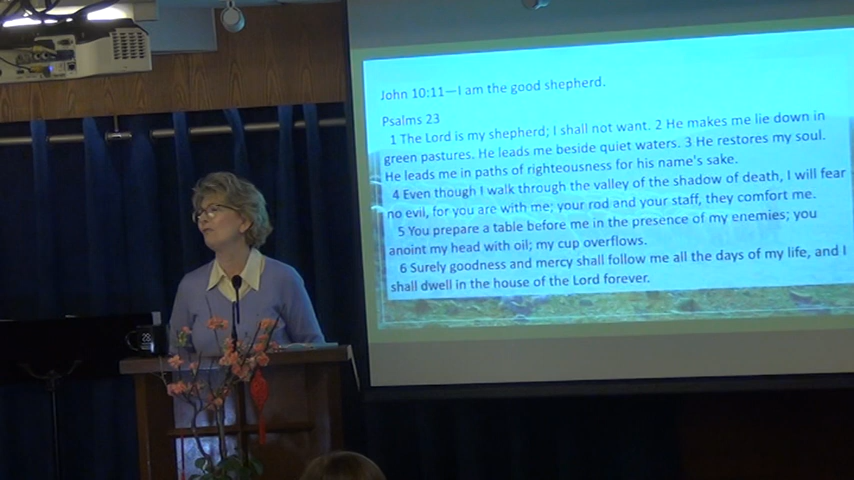 John 10:11—I am the good shepherd.
Psalms 23
1 The Lord is my shepherd; I shall not want. 2 He makes me lie down in
green pastures. He leads me beside quiet waters. 3 He restores my soul.
He leads me in paths of righteousness for his name's sake.
4 Even though I walk through the valley of the shadow of death, I will fear
no evil, for you are with me; your rod and your staff, they comfort me.
5 You prepare a table before me in the presence of my enemies; you
anoint my head with oil; my cup overflows.
6 Surely goodness and mercy shall follow me all the days of my life, and I
shall dwell in the house of the Lord forever.